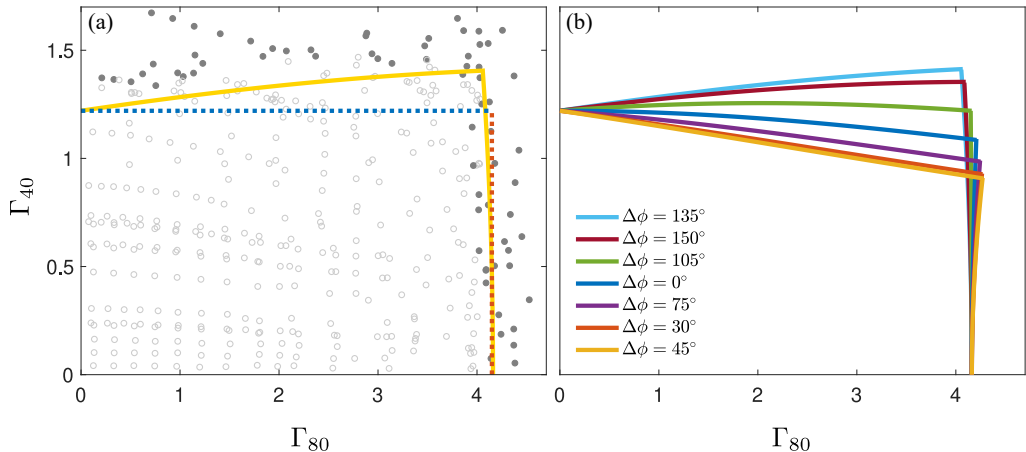 (a)
1.5
1
0.5
0
Γ40
0 1 2 3 4
Γ80
(b)
Δϕ = 135°
Δϕ = 150°
Δϕ = 105°
Δϕ = 0°
Δϕ = 75°
Δϕ = 30°
Δϕ = 45°
0 1 2 3 4
Γ80